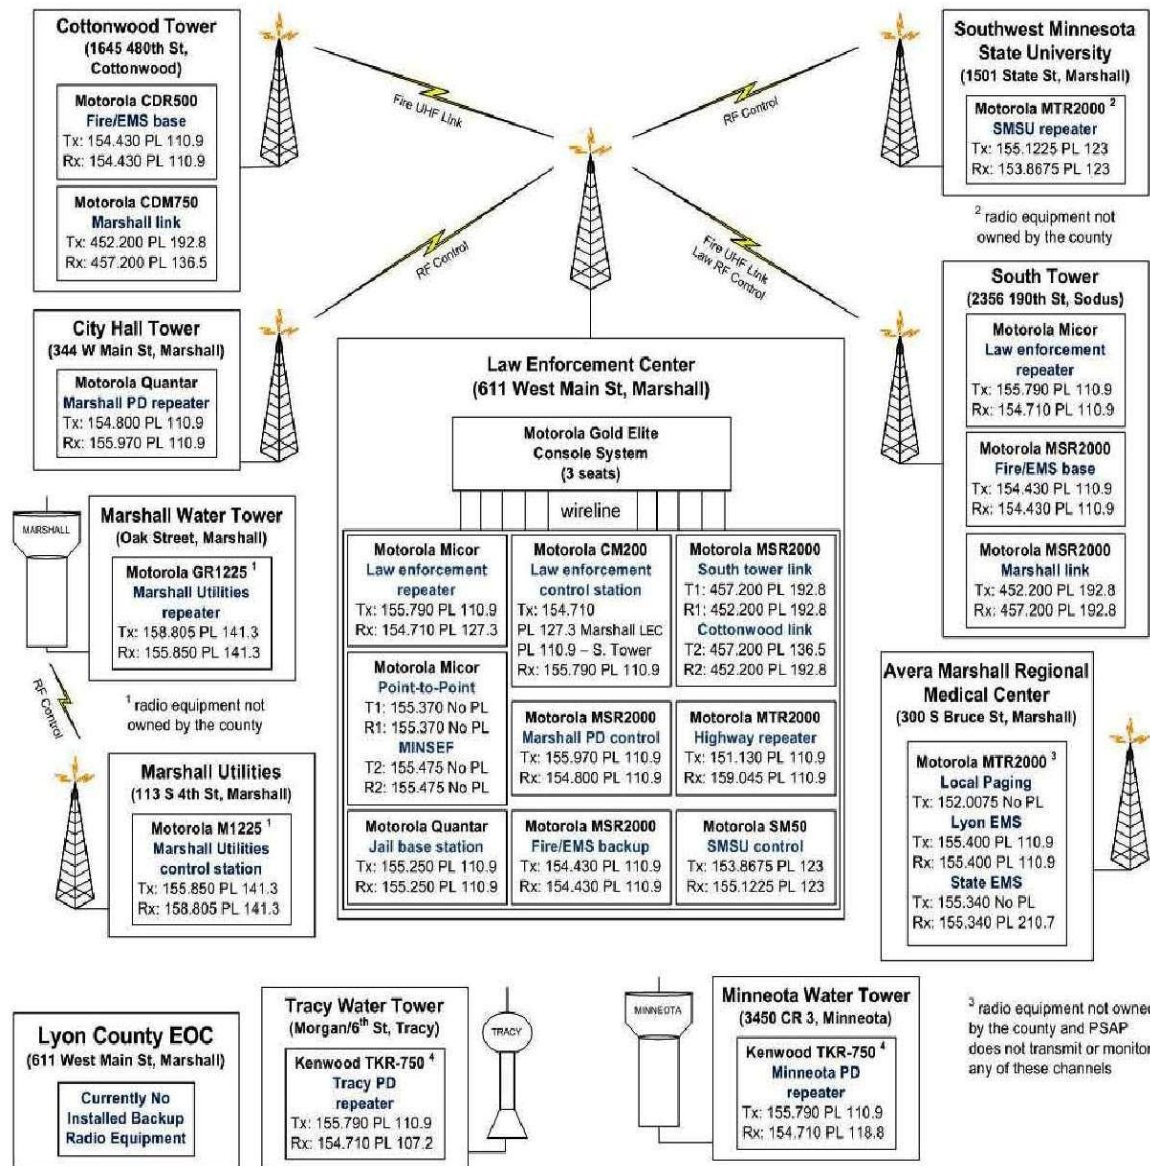 Cottonwood Tower
(1645 480th St,
Cottonwood)
Motorola CDR500
Fire/EMS base
Tx: 154.430 PL 110.9
Rx: 154.430 PL 110.9
Motorola CDM750
Marshall link
Tx: 452.200 PL 192.8
Rx: 457.200 PL 136.5
Fire UHF Link
RF Control
Southwest Minnesota
State University
(1501 State St, Marshall)
Motorola MTR2000 2
SMSU repeater
Tx: 155.1225 PL 123
Rx: 153.8675 PL 123
2 radio equipment not
owned by the county
RF Control
Fire UHF Link
Law RF Control
City Hall Tower
(344 W Main St, Marshall)
Motorola Quantar
Marshall PD repeater
Tx: 154.800 PL 110.9
Rx: 155.970 PL 110.9
South Tower
(2356 190th St, Sodus)
Motorola Micor
Law enforcement
repeater
Tx: 155.790 PL 110.9
Rx: 154.710 PL 110.9
Motorola MSR2000
Fire/EMS base
Tx: 154.430 PL 110.9
Rx: 154.430 PL 110.9
Motorola MSR2000
Marshall link
Tx: 452.200 PL 192.8
Rx: 457.200 PL 192.8
Law Enforcement Center
(611 West Main St, Marshall)
Motorola Gold Elite
Console System
(3 seats)
wireline
Motorola Micor
Law enforcement
repeater
Tx: 155.790 PL 110.9
Rx: 154.710 PL 127.3
Motorola CM200
Law enforcement
control station
Tx: 154.710
PL 127.3 Marshall LEC
PL 110.9 – S. Tower
Rx: 155.790 PL 110.9
Motorola MSR2000
South tower link
T1: 457.200 PL 192.8
R1: 452.200 PL 192.8
Cottonwood link
T2: 457.200 PL 136.5
R2: 452.200 PL 192.8
Motorola Micor
Point-to-Point
T1: 155.370 No PL
R1: 155.370 No PL
MINSEF
T2: 155.475 No PL
R2: 155.475 No PL
Motorola MSR2000
Marshall PD control
Tx: 155.970 PL 110.9
Rx: 154.800 PL 110.9
Motorola MTR2000
Highway repeater
Tx: 151.130 PL 110.9
Rx: 159.045 PL 110.9
Motorola Quantar
Jail base station
Tx: 155.250 PL 110.9
Rx: 155.250 PL 110.9
Motorola MSR2000
Fire/EMS backup
Tx: 154.430 PL 110.9
Rx: 154.430 PL 110.9
Motorola SM50
SMSU control
Tx: 153.8675 PL 123
Rx: 155.1225 PL 123
MARSHALL
Marshall Water Tower
(Oak Street, Marshall)
Motorola GR1225 1
Marshall Utilities
repeater
Tx: 158.805 PL 141.3
Rx: 155.850 PL 141.3
1 radio equipment not
owned by the county
RF Control
Marshall Utilities
(113 S 4th St, Marshall)
Motorola M1225 1
Marshall Utilities
control station
Tx: 155.850 PL 141.3
Rx: 158.805 PL 141.3
Avera Marshall Regional
Medical Center
(300 S Bruce St, Marshall)
Motorola MTR2000 3
Local Paging
Tx: 152.0075 No PL
Lyon EMS
Tx: 155.400 PL 110.9
Rx: 155.400 PL 110.9
State EMS
Tx: 155.340 No PL
Rx: 155.340 PL 210.7
Lyon County EOC
(611 West Main St, Marshall)
Currently No
Installed Backup
Radio Equipment
Tracy Water Tower
(Morgan/6th St, Tracy)
Kenwood TKR-750 4
Tracy PD
repeater
Tx: 155.790 PL 110.9
Rx: 154.710 PL 107.2
TRACY
MINNEOTA
Minneota Water Tower
(3450 CR 3, Minneota)
Kenwood TKR-750 4
Minneota PD
repeater
Tx: 155.790 PL 110.9
Rx: 154.710 PL 118.8
3 radio equipment not owned
by the county and PSAP
does not transmit or monitor
any of these channels